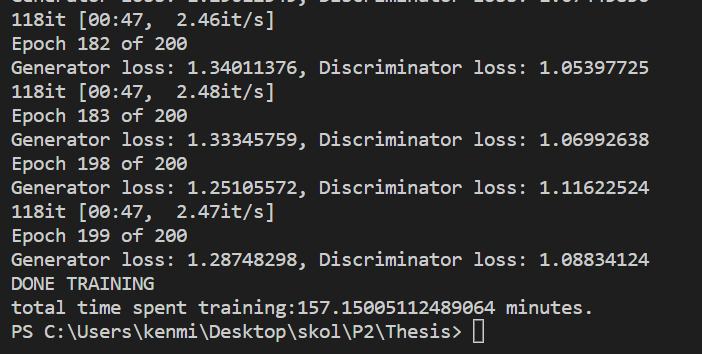 118it [00:47,  2.46it/s]
Epoch 182 of 200
Generator loss: 1.34011376, Discriminator loss: 1.05397725
118it [00:47,  2.48it/s]
Epoch 183 of 200
Generator loss: 1.33345759, Discriminator loss: 1.06992638
Epoch 198 of 200
Generator loss: 1.25105572, Discriminator loss: 1.11622524
118it [00:47,  2.47it/s]
Epoch 199 of 200
Generator loss: 1.28748298, Discriminator loss: 1.08834124
DONE TRAINING
total time spent training:157.15005112489064 minutes.
PS C:\Users\kenmi\Desktop\skol\P2\Thesis>